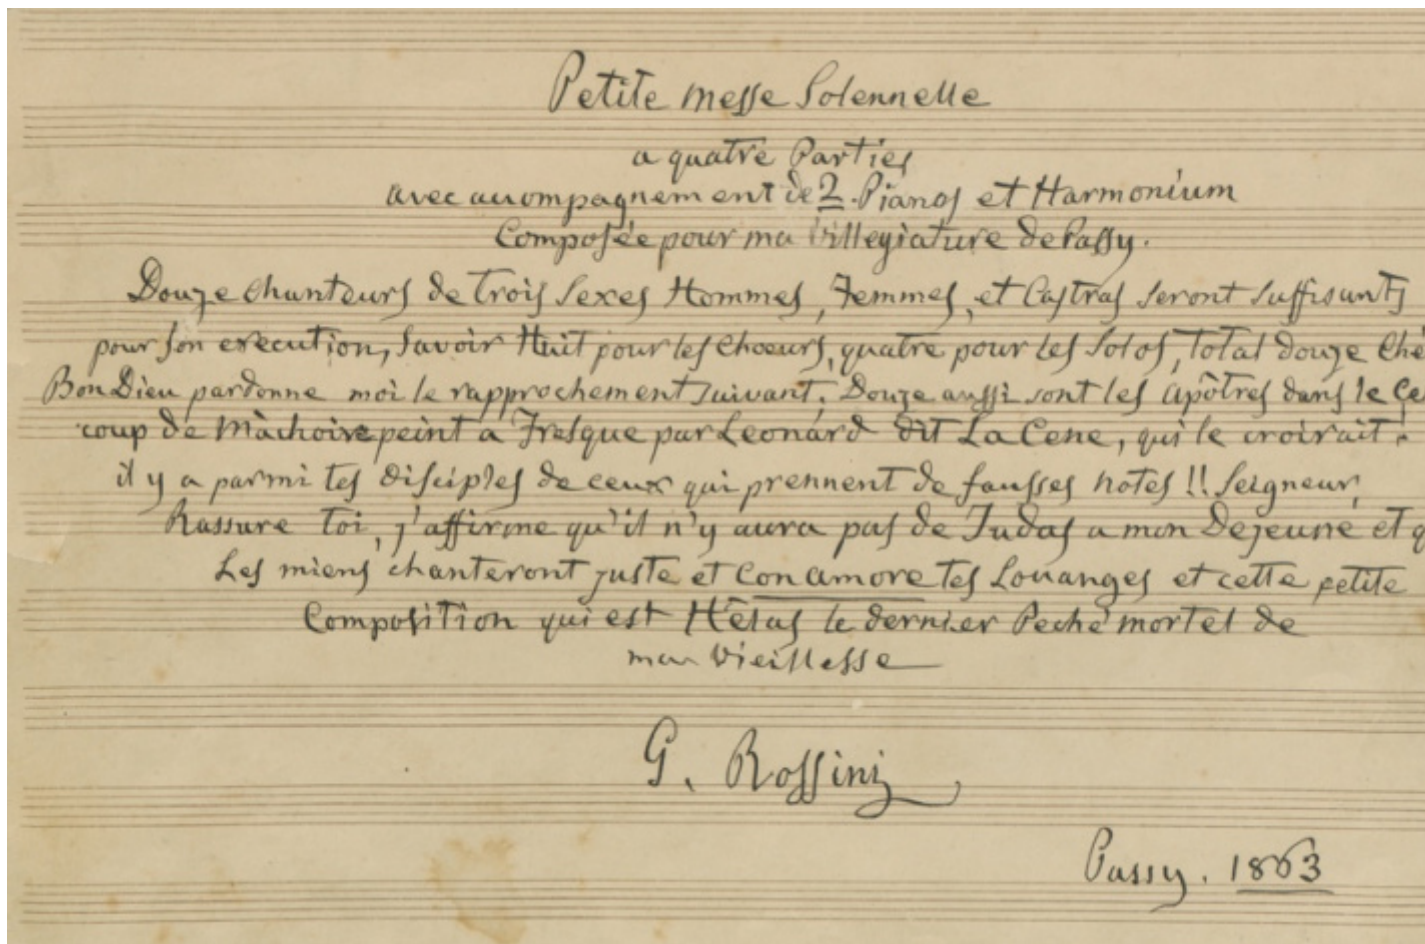 Petite messe Solennelle
a quatre Parties
avec accompagnement de 2 Pianos et Harmonium
Composée pour ma villegiature de Passy.
Douze chanteurs de trois Sexes Hommes, Femmes, et Castras seront suffisants
pour son execution, Savoir Huit pour les Choeurs, quatre pour les Solos, total douze Ché
Bon Dieu pardonne moi le rapprochement suivant, Douze aussi sont les Apôtres dans le Cel
coup de Mâchoire peint a Fresque par Leonard dit La Cene, qui le croirait.
il y a parmi tes disciples de ceux qui prennent de fausses notes!! Seigneur,
Rassure toi, j'affirme qu'il n'y aura pas de Judas a mon Dejeuné et q
Les miens chanteront juste et Con amore tes Louanges et cette petite
Composition qui est Hélas le dernier Peché mortel de
ma vieillesse
G. Rossini
Passy. 1863